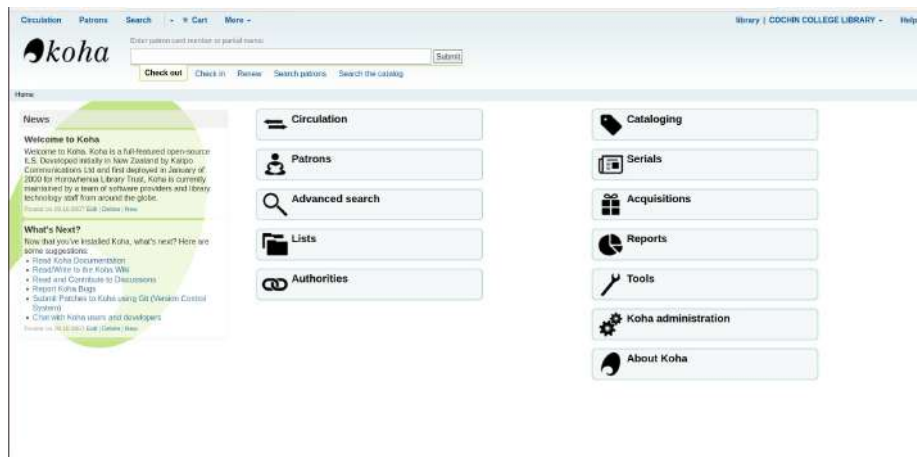 Circulation Patrons Search Cart More
library | COCHIN COLLEGE LIBRARY Help
koha
Enter patron card number or partial name:
Submit
Check out Check in Renew Search patrons Search the catalog
Home
News
Welcome to Koha
Welcome to Koha. Koha is a full-featured open-source
ILS. Developed initially in New Zealand by Katipo
Communications Ltd and first deployed in January of
2000 for Horowhenua Library Trust, Koha is currently
maintained by a team of software providers and library
technology staff from around the globe.
Edit | Delete | New
What's Next?
Now that you've installed Koha, what's next? Here are
some suggestions:
Read Koha Documentation
Read/Write to the Koha Wiki
Read and Contribute to Discussions
Report Koha Bugs
Submit Patches to Koha using Git (Version Control
System)
Chat with Koha users and developers
Edit | Delete | New
Circulation
Patrons
Advanced search
Lists
Authorities
Cataloging
Serials
Acquisitions
Reports
Tools
Koha administration
About Koha